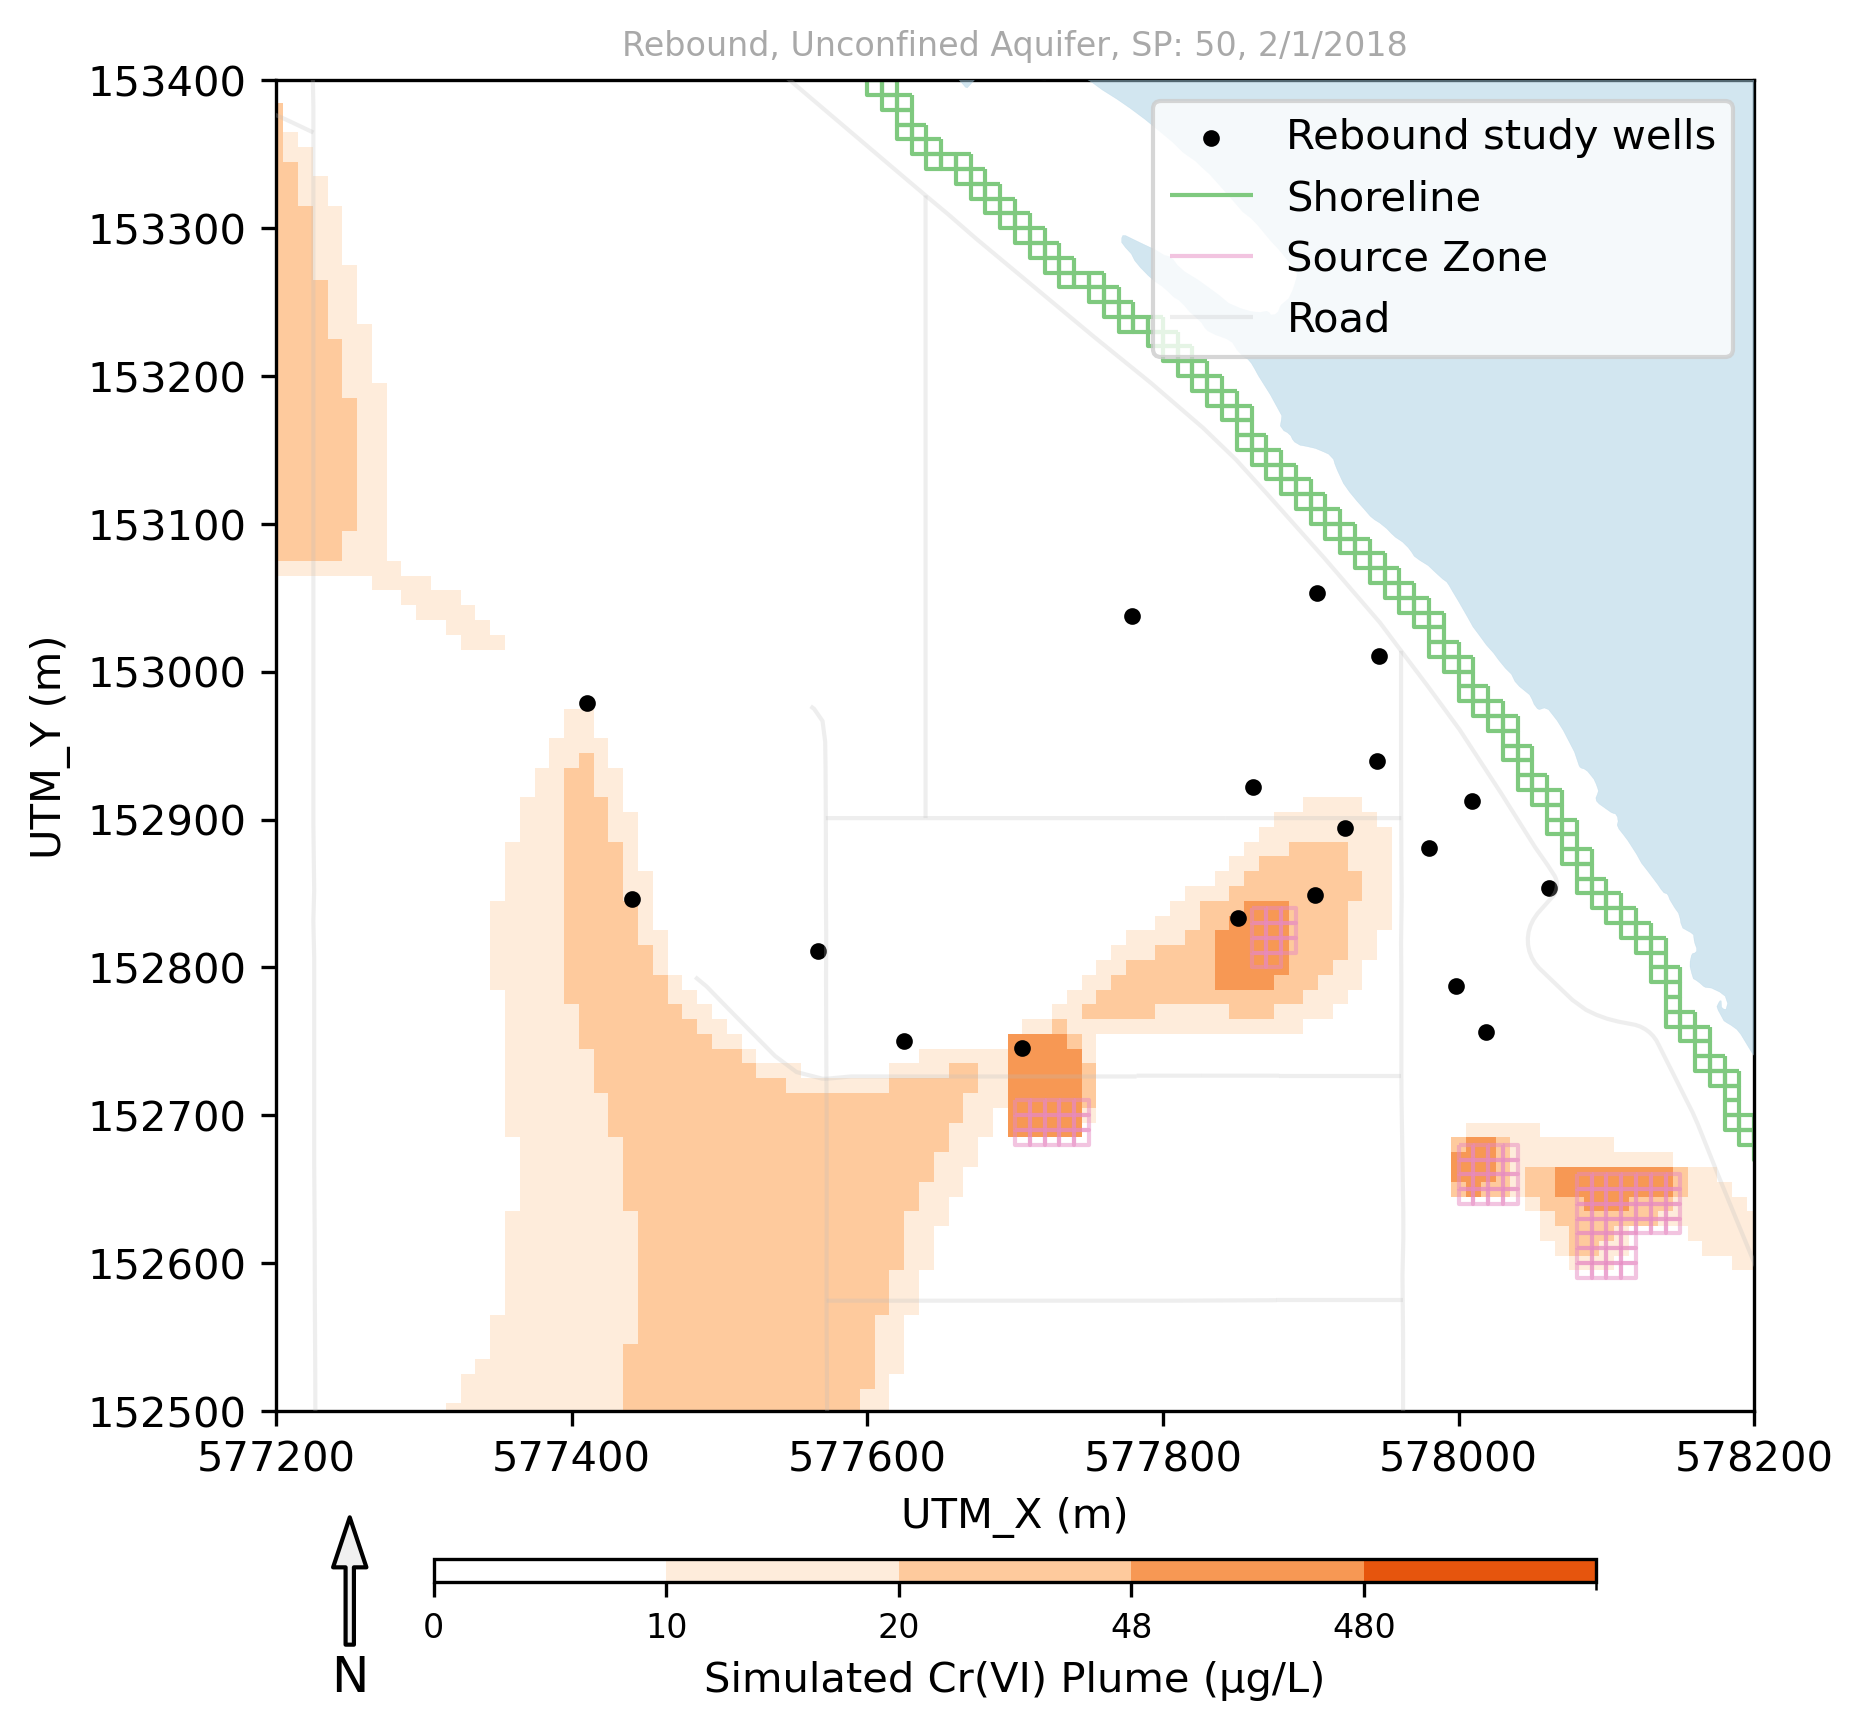 Rebound, Unconfined Aquifer, SP: 50, 2/1/2018
Rebound study wells
Shoreline
Source Zone
Road
153400
153300
153200
153100
153000
152900
152800
152700
152600
152500
UTM_Y (m)
577200 577400 577600 577800 578000 578200
UTM_X (m)
N
0 10 20 48 480
Simulated Cr(VI) Plume (µg/L)